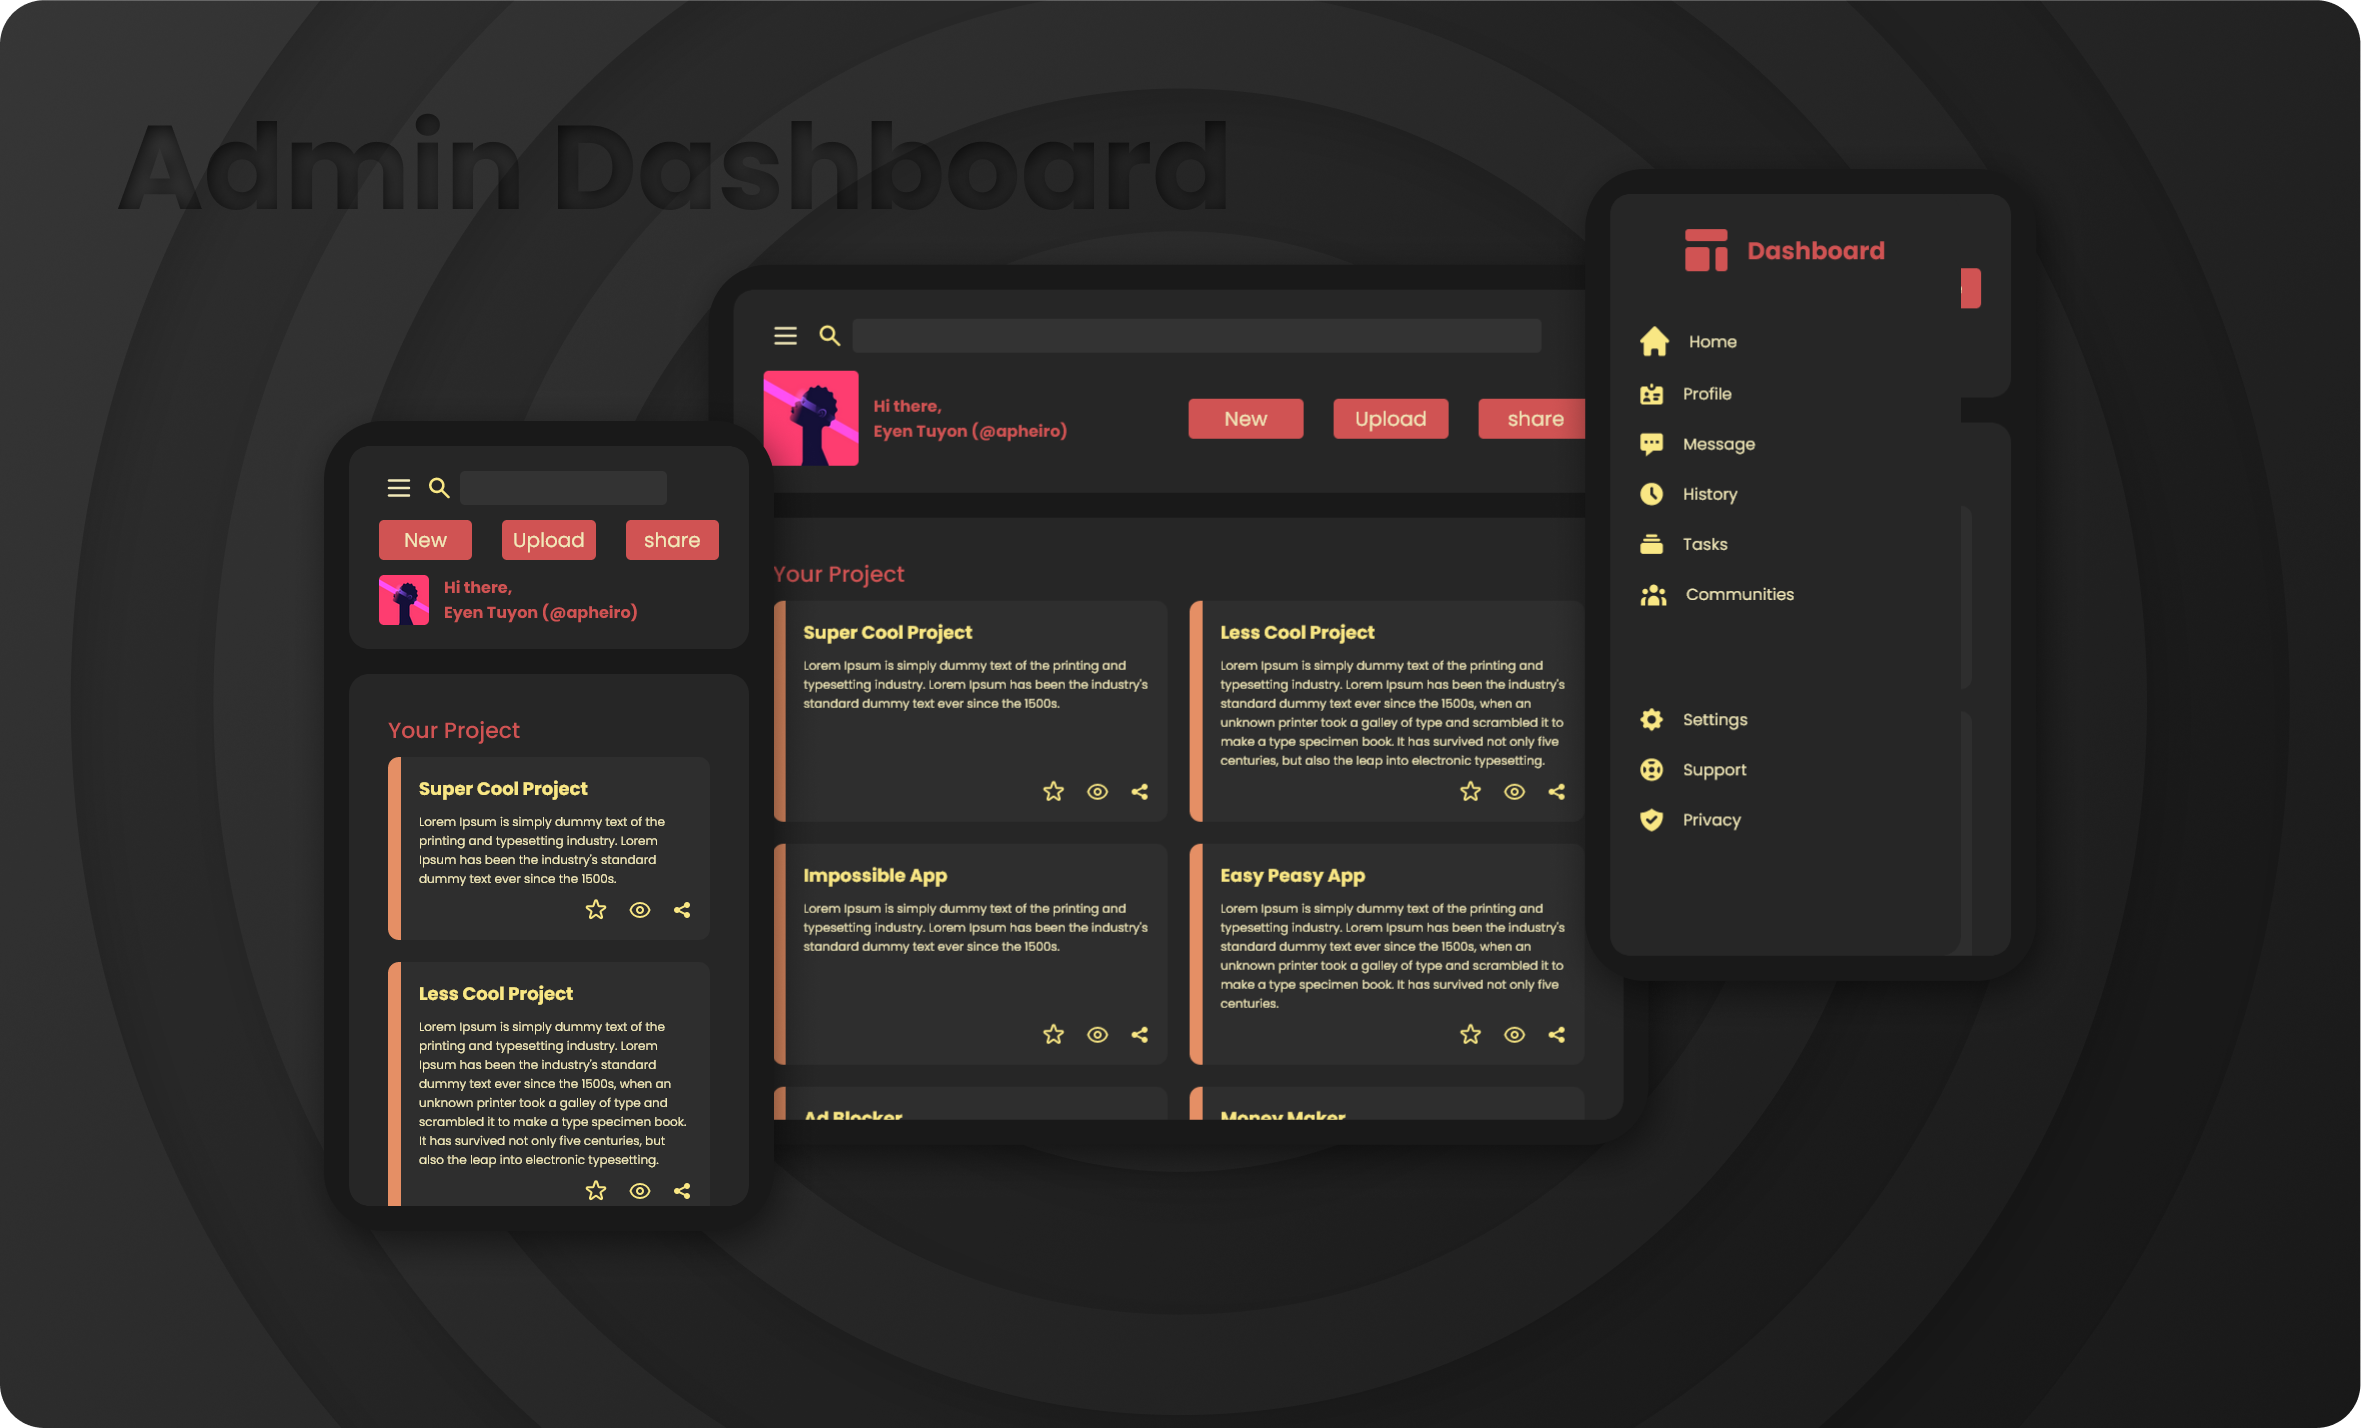 Admin Dashboard
New
Upload
share
Hi there,
Eyen Tuyon (@apheiro)
Your Project
Super Cool Project
Lorem Ipsum is simply dummy text of the
printing and typesetting industry. Lorem
Ipsum has been the industry's standard
dummy text ever since the 1500s.
Less Cool Project
Lorem Ipsum is simply dummy text of the
printing and typesetting industry. Lorem
Ipsum has been the industry's standard
dummy text ever since the 1500s, when an
unknown printer took a galley of type and
scrambled it to make a type specimen book.
It has survived not only five centuries, but
also the leap into electronic typesetting.
Hi there,
Eyen Tuyon (@apheiro)
New
Upload
share
Your Project
Super Cool Project
Lorem Ipsum is simply dummy text of the printing and
typesetting industry. Lorem Ipsum has been the industry's
standard dummy text ever since the 1500s.
Less Cool Project
Lorem Ipsum is simply dummy text of the printing and
typesetting industry. Lorem Ipsum has been the industry's
standard dummy text ever since the 1500s, when an
unknown printer took a galley of type and scrambled it to
make a type specimen book. It has survived not only five
centuries, but also the leap into electronic typesetting.
Impossible App
Lorem Ipsum is simply dummy text of the printing and
typesetting industry. Lorem Ipsum has been the industry's
standard dummy text ever since the 1500s.
Easy Peasy App
Lorem Ipsum is simply dummy text of the printing and
typesetting industry. Lorem Ipsum has been the industry's
standard dummy text ever since the 1500s, when an
unknown printer took a galley of type and scrambled it to
make a type specimen book. It has survived not only five
centuries.
Ad Blocker
Money Maker
Dashboard
Home
Profile
Message
History
Tasks
Communities
Settings
Support
Privacy